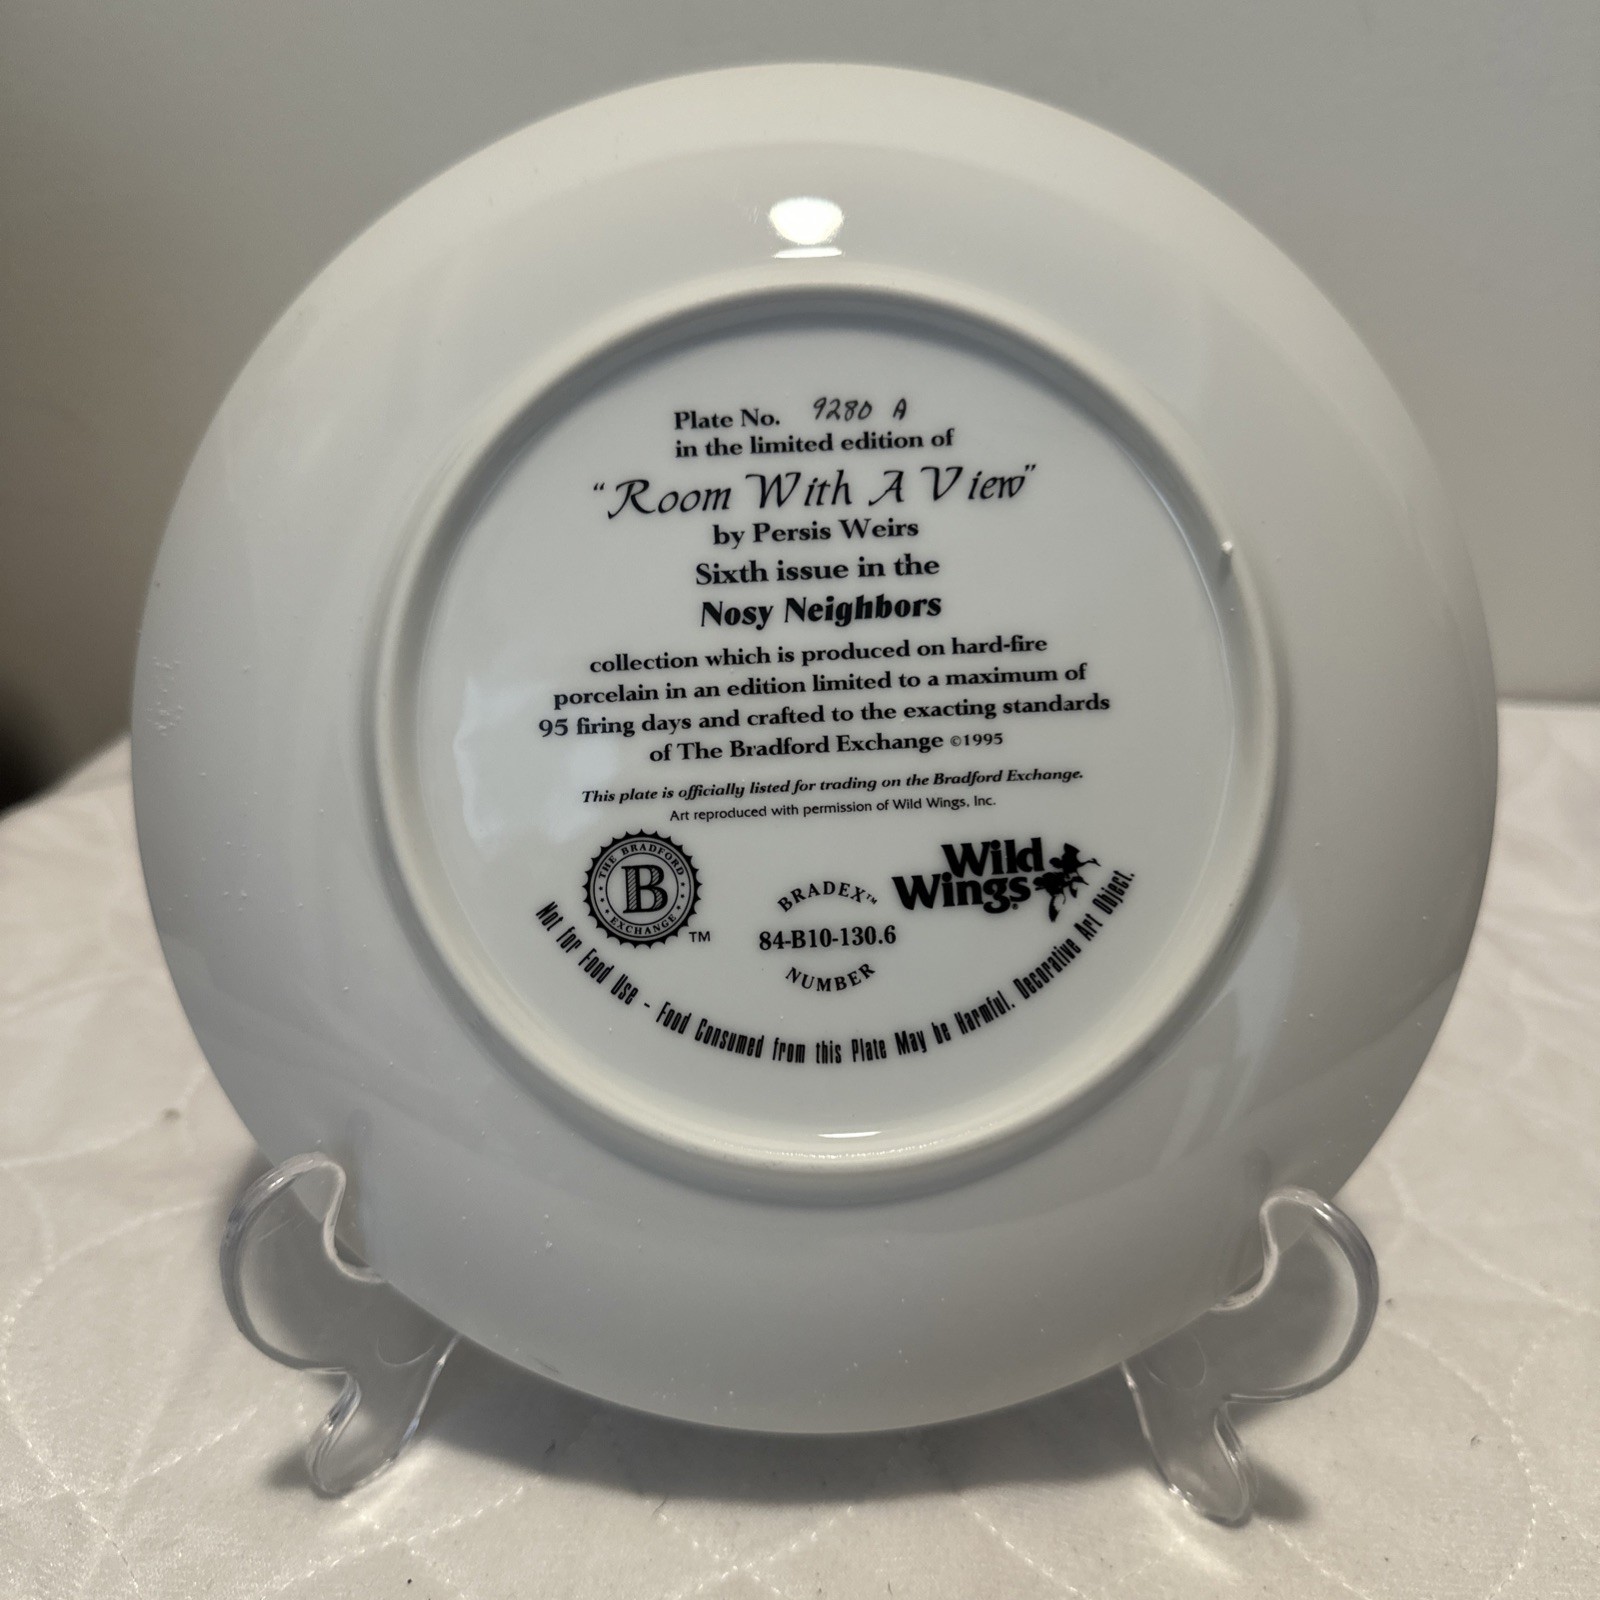 Plate No. 9280 A
in the limited edition of
"Room With A View"
by Persis Weirs
Sixth issue in the
Nosy Neighbors
collection which is produced on hard-fire
porcelain in an edition limited to a maximum of
95 firing days and crafted to the exacting standards
of The Bradford Exchange ©1995
This plate is officially listed for trading on the Bradford Exchange.
Art reproduced with permission of Wild Wings, Inc.
THE BRADFORD
B
EXCHANGE
TM
BRADEX™
84-B10-130.6
NUMBER
Wild
Wings®
Not for Food Use - Food Consumed from this Plate May be Harmful. Decorative Art Object.